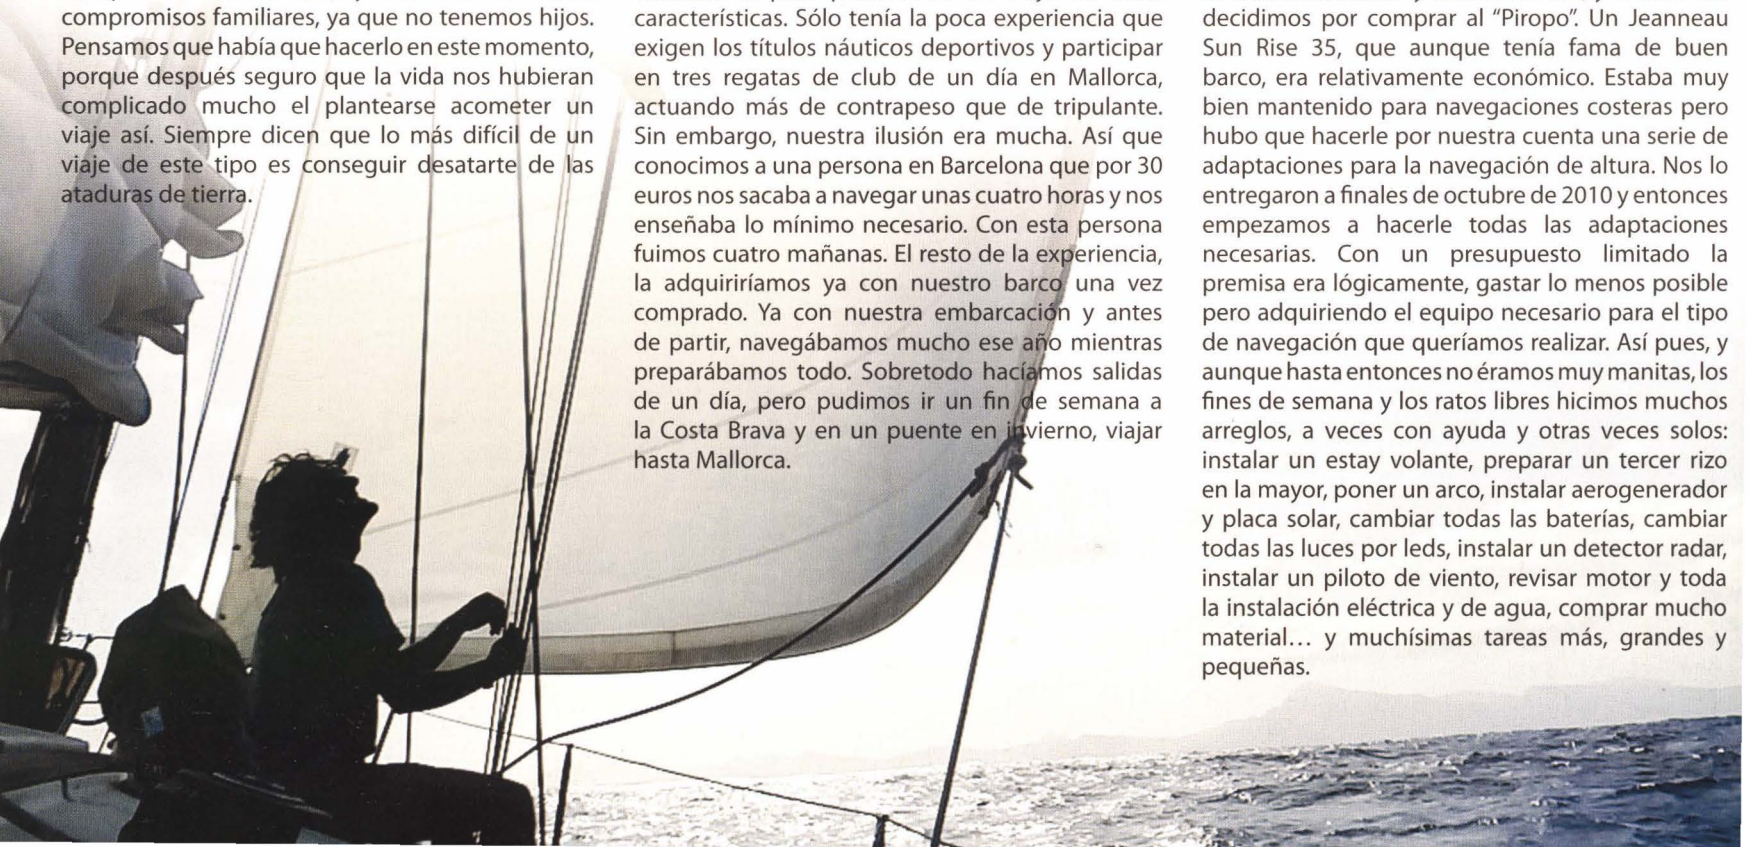 compromisos familiares, ya que no tenemos hijos.
Pensamos que había que hacerlo en este momento,
porque después seguro que la vida nos hubieran
complicado mucho el plantearse acometer un
viaje así. Siempre dicen que lo más difícil de un
viaje de este tipo es conseguir desatarte de las
ataduras de tierra.
características. Sólo tenía la poca experiencia que
exigen los títulos náuticos deportivos y participar
en tres regatas de club de un día en Mallorca,
actuando más de contrapeso que de tripulante.
Sin embargo, nuestra ilusión era mucha. Así que
conocimos a una persona en Barcelona que por 30
euros nos sacaba a navegar unas cuatro horas y nos
enseñaba lo mínimo necesario. Con esta persona
fuimos cuatro mañanas. El resto de la experiencia,
la adquiriríamos ya con nuestro barco una vez
comprado. Ya con nuestra embarcación y antes
de partir, navegábamos mucho ese año mientras
preparábamos todo. Sobretodo hacíamos salidas
de un día, pero pudimos ir un fin de semana a
la Costa Brava y en un puente en invierno, viajar
hasta Mallorca.
decidimos por comprar al “Piropo”. Un Jeanneau
Sun Rise 35, que aunque tenía fama de buen
barco, era relativamente económico. Estaba muy
bien mantenido para navegaciones costeras pero
hubo que hacerle por nuestra cuenta una serie de
adaptaciones para la navegación de altura. Nos lo
entregaron a finales de octubre de 2010 y entonces
empezamos a hacerle todas las adaptaciones
necesarias. Con un presupuesto limitado la
premisa era lógicamente, gastar lo menos posible
pero adquiriendo el equipo necesario para el tipo
de navegación que queríamos realizar. Así pues, y
aunque hasta entonces no éramos muy manitas, los
fines de semana y los ratos libres hicimos muchos
arreglos, a veces con ayuda y otras veces solos:
instalar un estay volante, preparar un tercer rizo
en la mayor, poner un arco, instalar aerogenerador
y placa solar, cambiar todas las baterías, cambiar
todas las luces por leds, instalar un detector radar,
instalar un piloto de viento, revisar motor y toda
la instalación eléctrica y de agua, comprar mucho
material… y muchísimas tareas más, grandes y
pequeñas.